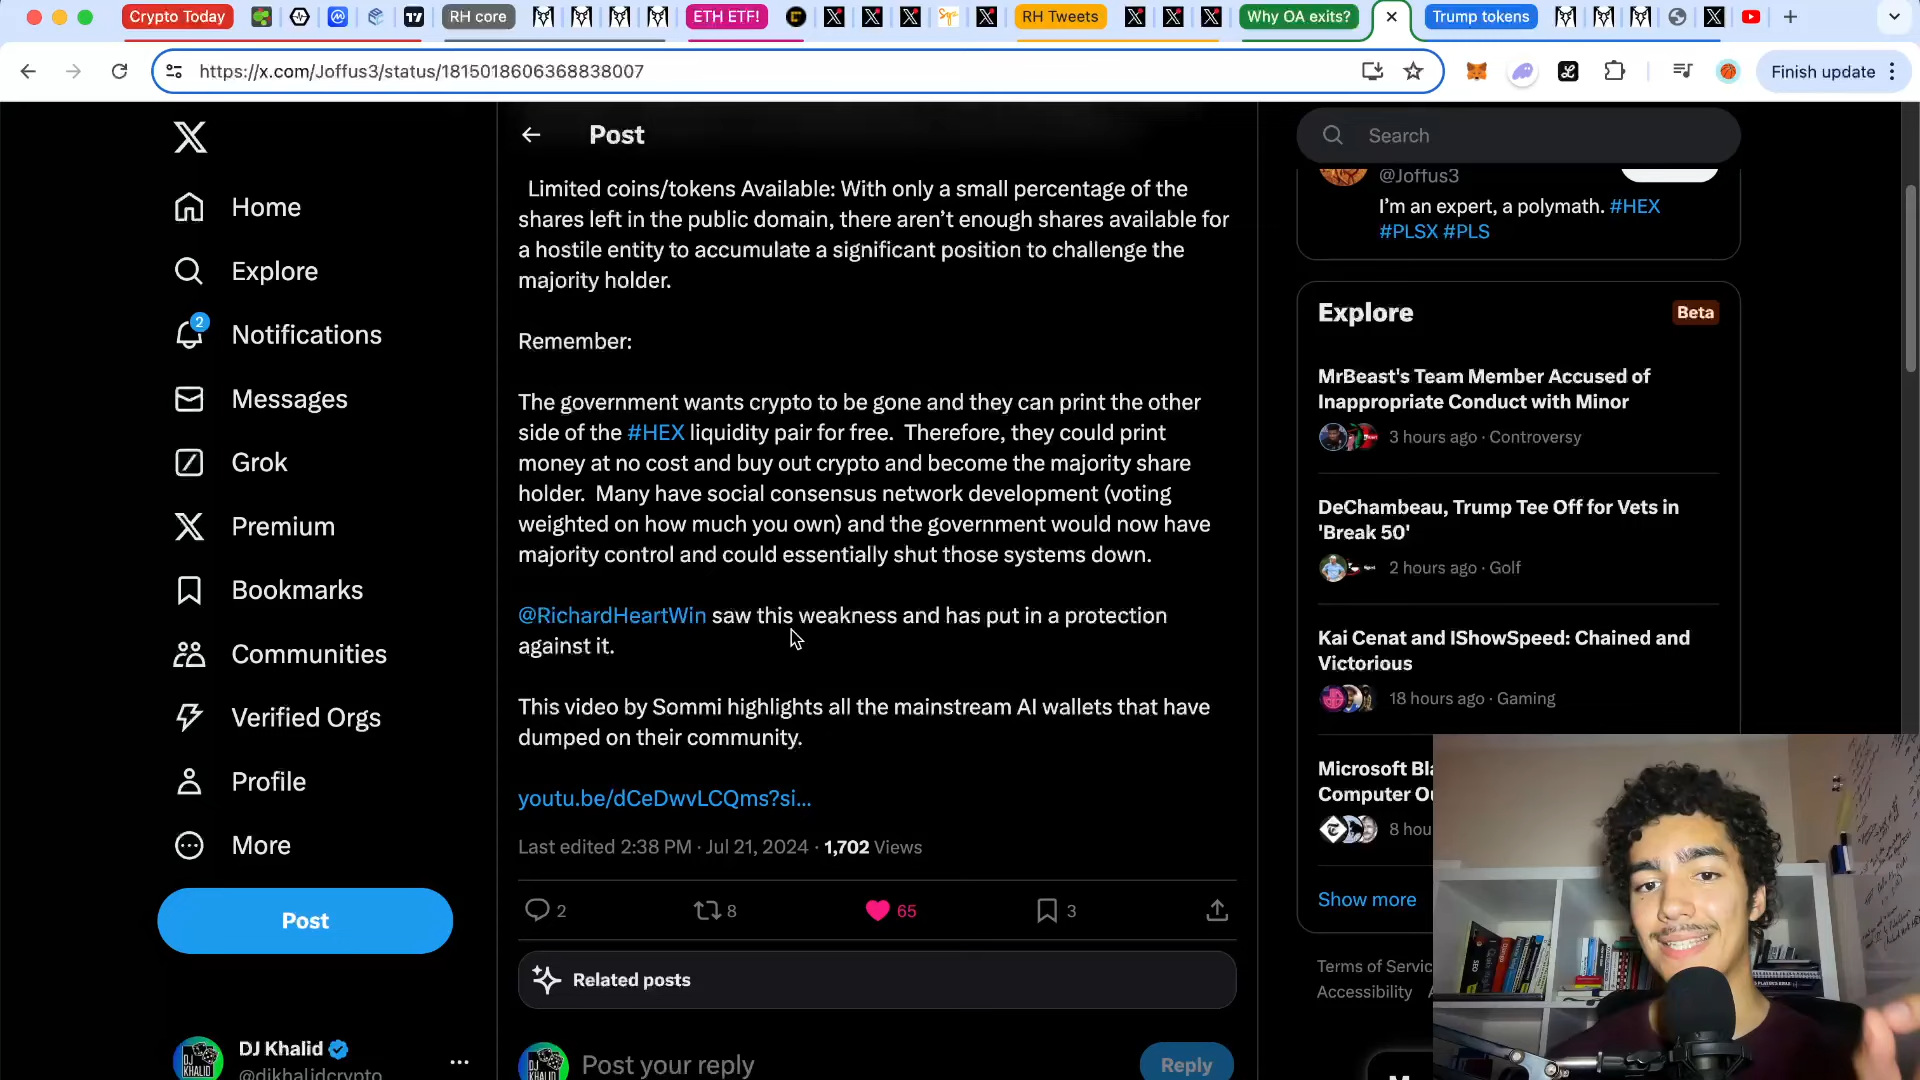 Crypto Today
RH core
ETH ETF!
RH Tweets
Why OA exits?
Trump tokens
https://x.com/Joffus3/status/1815018606368838007
Finish update
Post
Search
Home
Explore
2
Notifications
Messages
Grok
Premium
Bookmarks
Communities
Verified Orgs
Profile
More
Post
DJ Khalid
@djkhalidcrypto
Limited coins/tokens Available: With only a small percentage of the
shares left in the public domain, there aren’t enough shares available for
a hostile entity to accumulate a significant position to challenge the
majority holder.
Remember:
The government wants crypto to be gone and they can print the other
side of the #HEX liquidity pair for free. Therefore, they could print
money at no cost and buy out crypto and become the majority share
holder. Many have social consensus network development (voting
weighted on how much you own) and the government would now have
majority control and could essentially shut those systems down.
@RichardHeartWin saw this weakness and has put in a protection
against it.
This video by Sommi highlights all the mainstream AI wallets that have
dumped on their community.
youtu.be/dCeDwvLCQms?si...
Last edited 2:38 PM · Jul 21, 2024 · 1,702 Views
2
8
65
3
Related posts
Post your reply
Reply
@Joffus3
I’m an expert, a polymath. #HEX
#PLSX #PLS
Explore
Beta
MrBeast's Team Member Accused of
Inappropriate Conduct with Minor
3 hours ago · Controversy
DeChambeau, Trump Tee Off for Vets in
'Break 50'
2 hours ago · Golf
Kai Cenat and IShowSpeed: Chained and
Victorious
18 hours ago · Gaming
Microsoft Bl
Computer O
8 hou
Show more
Terms of Servic
Accessibility